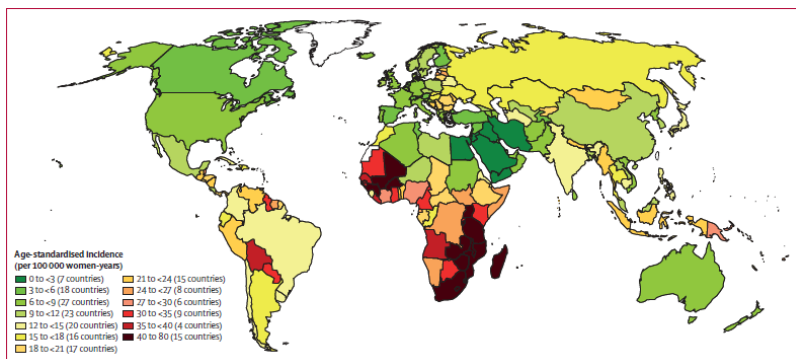 Age-standardised Incidence
(per 100 000 women-years)
0 to <3 (7 countries)
3 to <6 (18 countries)
6 to <9 (27 countries)
9 to <12 (23 countries)
12 to <15 (20 countries)
15 to <18 (16 countries)
18 to <21 (17 countries)
21 to <24 (15 countries)
24 to <27 (8 countries)
27 to <30 (6 countries)
30 to <35 (9 countries)
35 to <40 (4 countries)
40 to 80 (15 countries)